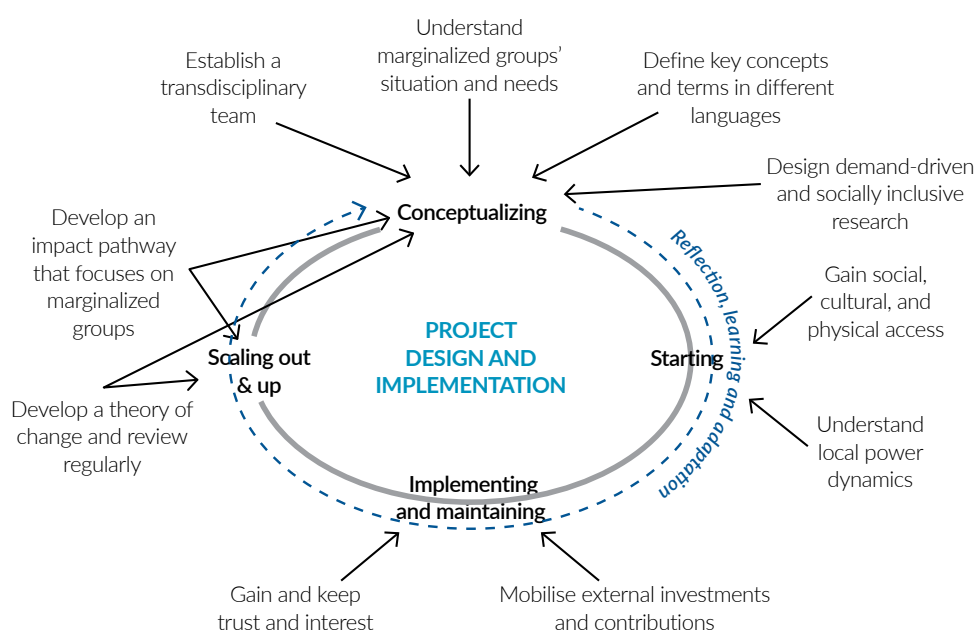 Understand
marginalized groups'
situation and needs
Establish a
transdisciplinary
team
Define key concepts
and terms in different
languages
Design demand-driven
and socially inclusive
research
Conceptualizing
Develop an
impact pathway
that focuses on
marginalized
groups
Reflection, learning and adaptation
Gain social,
cultural, and
physical access
PROJECT
DESIGN AND
IMPLEMENTATION
Scaling out
& up
Starting
Develop a theory of
change and review
regularly
Understand
local power
dynamics
Implementing
and maintaining
Gain and keep
trust and interest
Mobilise external investments
and contributions